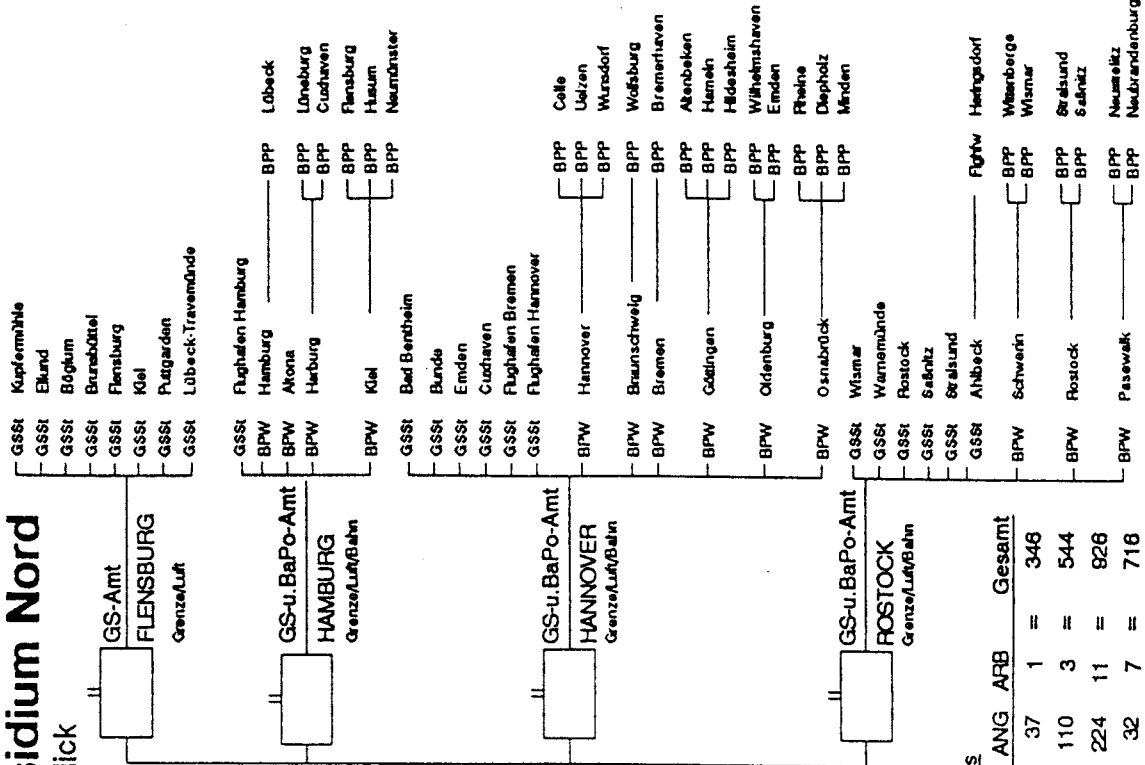 sidium Nord
ick
GS-Amt
FLENSBURG
Grenze/Luft
GSSt Kupfermühle
GSSt Ellund
GSSt Böglum
GSSt Brunsbüttel
GSSt Flensburg
GSSt Kiel
GSSt Puttgarden
GSSt Lübeck-Travemünde
GS-u.BaPo-Amt
HAMBURG
Grenze/Luft/Bahn
GSSt Flughafen Hamburg
BPW Hamburg BPP Lübeck
BPW Altona
BPW Harburg BPP Lüneburg
BPP Cuxhaven
BPP Flensburg
BPW Kiel BPP Husum
BPP Neumünster
GS-u.BaPo-Amt
HANNOVER
Grenze/Luft/Bahn
GSSt Bad Bentheim
GSSt Bunde
GSSt Emden
GSSt Cuxhaven
GSSt Flughafen Bremen
GSSt Flughafen Hannover
BPP Celle
BPW Hannover BPP Uelzen
BPP Wunsdorf
BPW Braunschweig BPP Wolfsburg
BPW Bremen BPP Bremerhaven
BPP Altenbeken
BPW Göttingen BPP Hameln
BPP Hildesheim
BPW Oldenburg BPP Wilhelmshaven
BPP Emden
BPP Rheine
BPP Diepholz
BPW Osnabrück BPP Minden
GS-u.BaPo-Amt
ROSTOCK
Grenze/Luft/Bahn
GSSt Wismar
GSSt Warnemünde
GSSt Rostock
GSSt Saßnitz
GSSt Stralsund
GSSt Ahlbeck Flghfw Heringsdorf
BPW Schwerin BPP Wittenberge
BPP Wismar
BPW Rostock BPP Stralsund
BPP Saßnitz
BPW Pasewalk BPP Neustrelitz
BPP Neubrandenburg
s
ANG ARB Gesamt
37 1 = 346
110 3 = 544
224 11 = 926
32 7 = 716